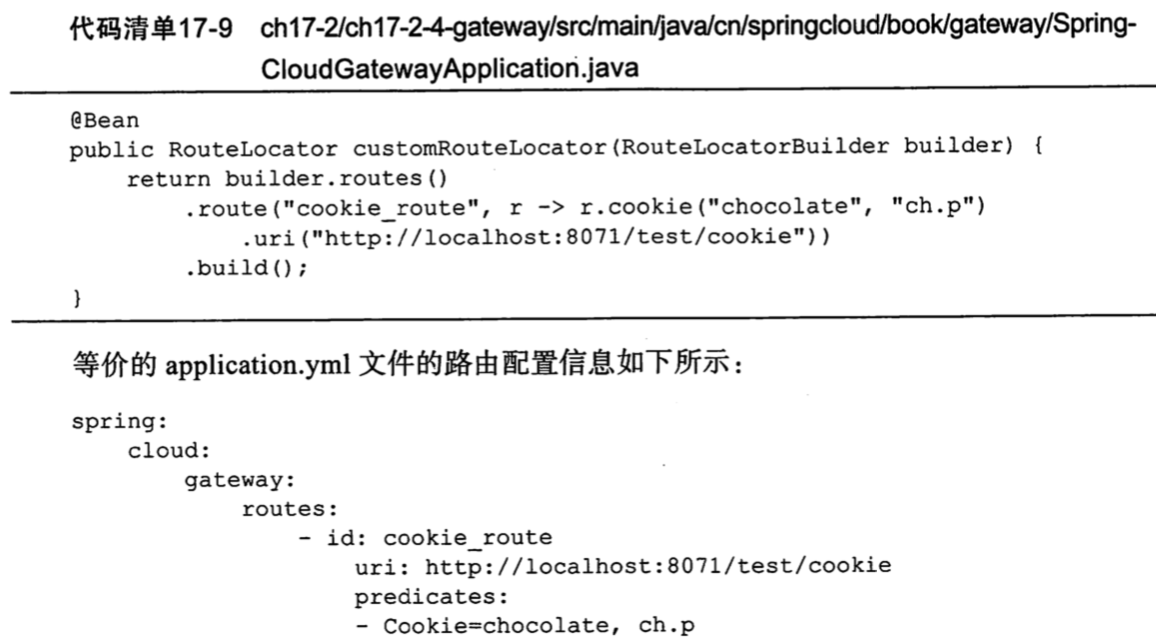 代码清单17-9 ch17-2/ch17-2-4-gateway/src/main/java/cn/springcloud/book/gateway/Spring-
CloudGatewayApplication.java
@Bean
public RouteLocator customRouteLocator(RouteLocatorBuilder builder) {
    return builder.routes()
        .route("cookie_route", r -> r.cookie("chocolate", "ch.p")
            .uri("http://localhost:8071/test/cookie"))
        .build();
}
等价的 application.yml 文件的路由配置信息如下所示：
spring:
    cloud:
        gateway:
            routes:
                - id: cookie_route
                    uri: http://localhost:8071/test/cookie
                    predicates:
                    - Cookie=chocolate, ch.p